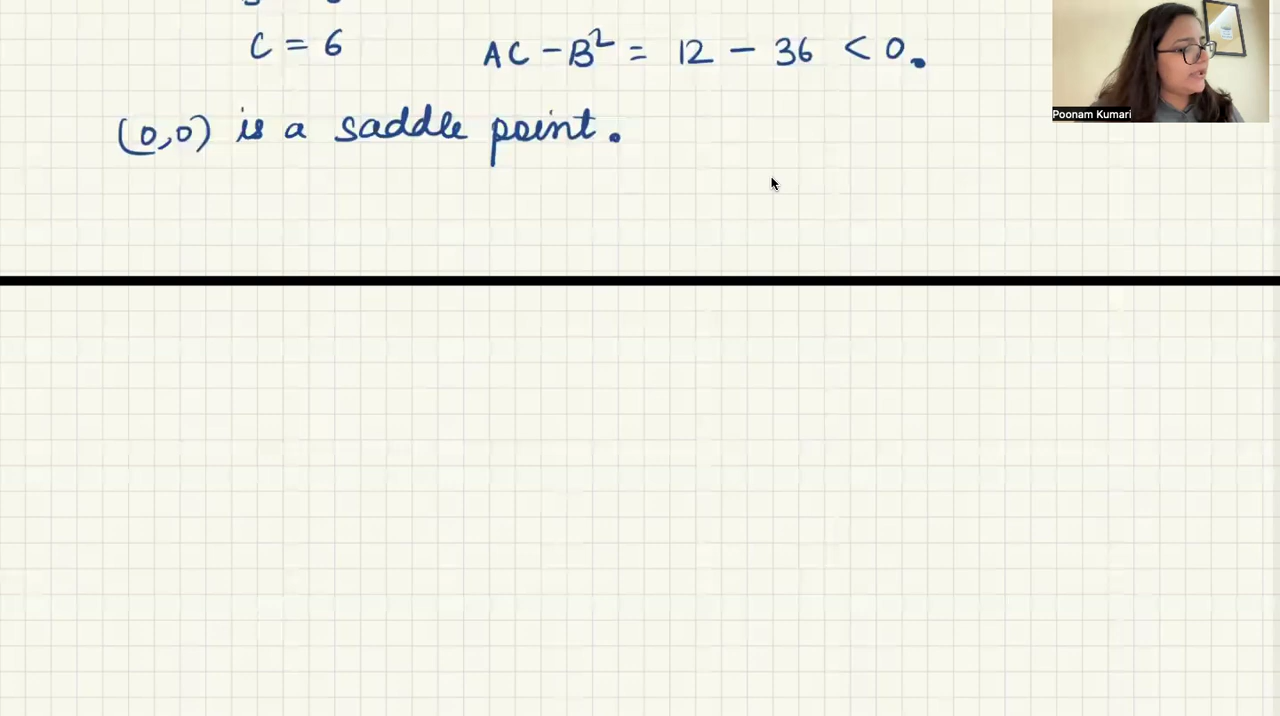 C = 6
AC - B² = 12 - 36 < 0.
(0,0) is a saddle point.
Poonam Kumari